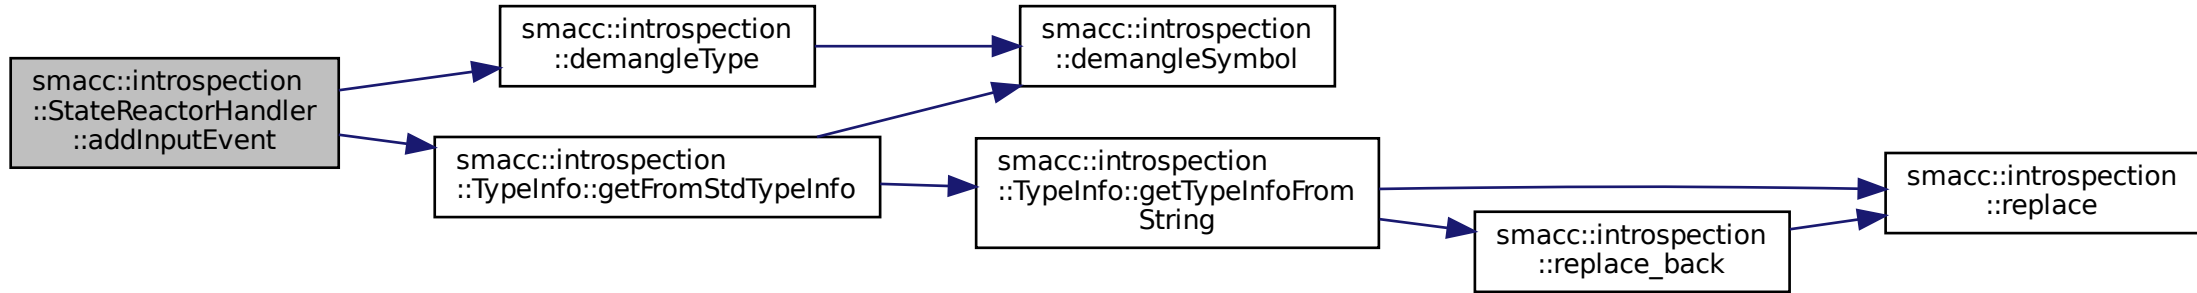 smacc::introspection
::StateReactorHandler
::addInputEvent
smacc::introspection
::demangleType
smacc::introspection
::demangleSymbol
smacc::introspection
::TypeInfo::getFromStdTypeInfo
smacc::introspection
::TypeInfo::getTypeInfoFrom
String
smacc::introspection
::replace
smacc::introspection
::replace_back